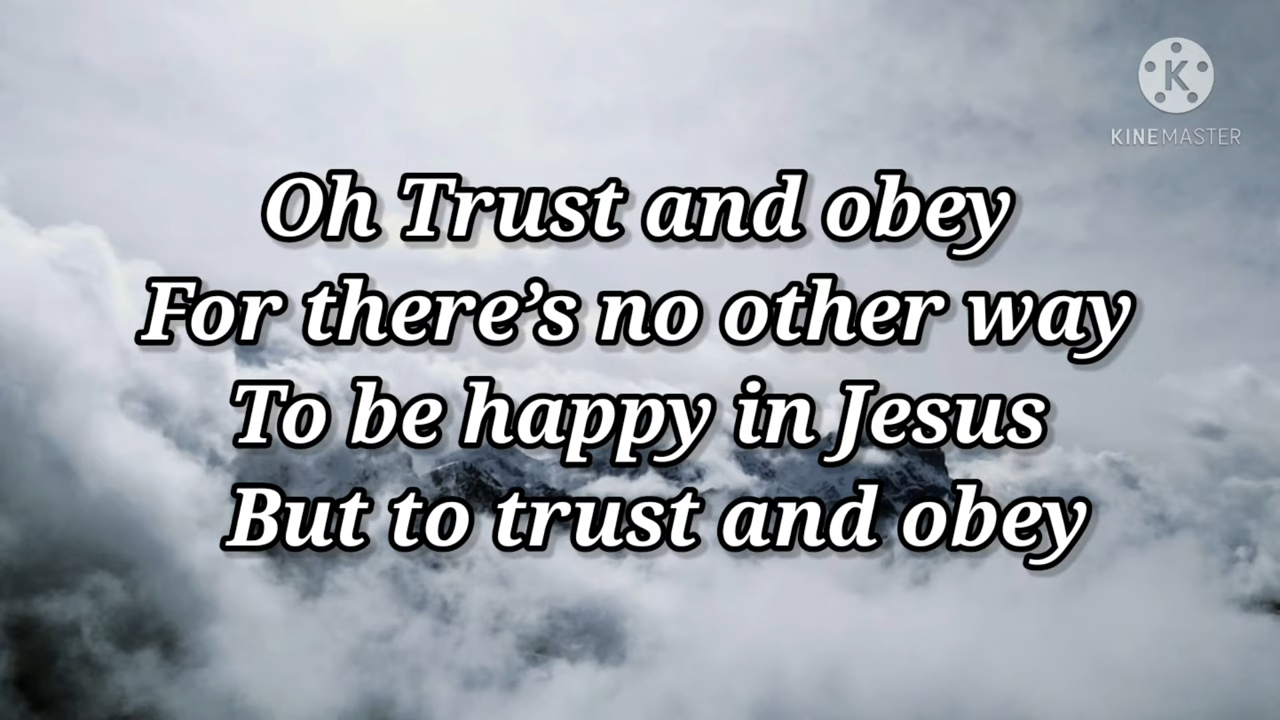 K
KINEMASTER
Oh Trust and obey
For there’s no other way
To be happy in Jesus
But to trust and obey